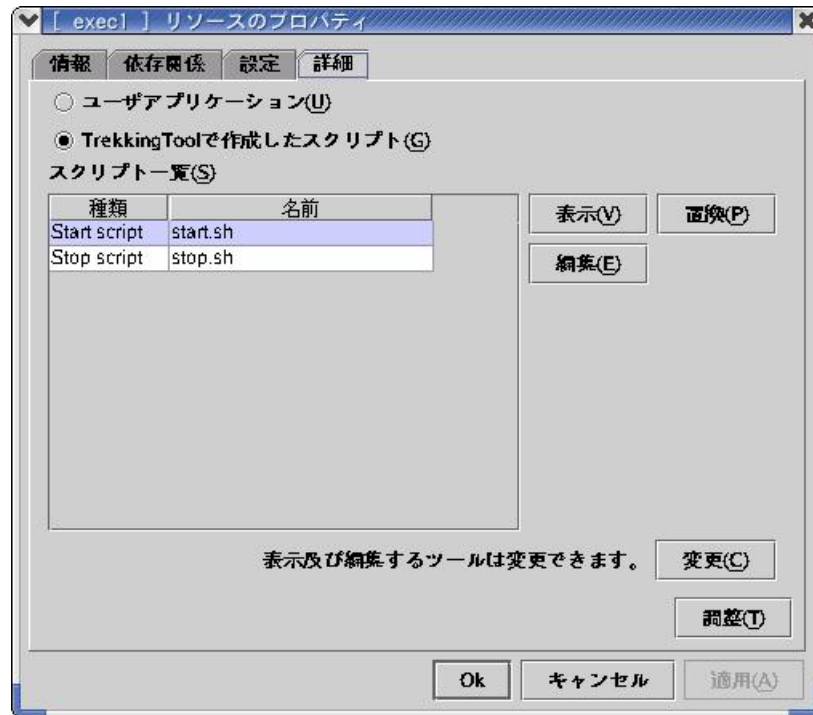 [ exec1 ] リソースのプロパティ
情報 依存関係 設定 詳細
ユーザアプリケーション(U)
TrekkingToolで作成したスクリプト(G)
スクリプト一覧(S)
種類 名前
Start script start.sh
Stop script stop.sh
表示(V) 置換(P)
編集(E)
表示及び編集するツールは変更できます。 変更(C)
調整(T)
Ok キャンセル 適用(A)